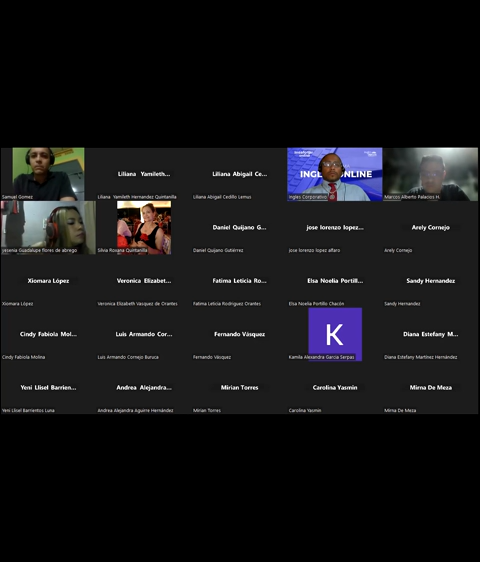 Samuel Gomez
Liliana Yamileth...
Liliana Yamileth Hernandez Quintanilla
Liliana Abigail Ce...
Liliana Abigail Cedillo Lemus
INGL
ONLINE
Ingles Corporativo
Marcos Alberto Palacios H.
yesenia Guadalupe flores de abrego
Silvia Roxana Quintanilla
Daniel Quijano G...
Daniel Quijano Gutiérrez
jose lorenzo lopez...
jose lorenzo lopez alfaro
Arely Cornejo
Arely Cornejo
Xiomara López
Xiomara López
Veronica Elizabet...
Veronica Elizabeth Vasquez de Orantes
Fatima Leticia Ro...
Fatima Leticia Rodriguez Orantes
Elsa Noelia Portill...
Elsa Noelia Portillo Chacón
Sandy Hernandez
Sandy Hernandez
Cindy Fabiola Mol...
Cindy Fabiola Molina
Luis Armando Cor...
Luis Armando Cornejo Buruca
Fernando Vásquez
Fernando Vásquez
K
Kamila Alexandra Garcia Serpas
Diana Estefany M...
Diana Estefany Martinez Hernández
Yeni Llisel Barrien...
Yeni Llisel Barrientos Luna
Andrea Alejandra...
Andrea Alejandra Aguirre Hernández
Mirian Torres
Mirian Torres
Carolina Yasmin
Carolina Yasmin
Mirna De Meza
Mirna De Meza